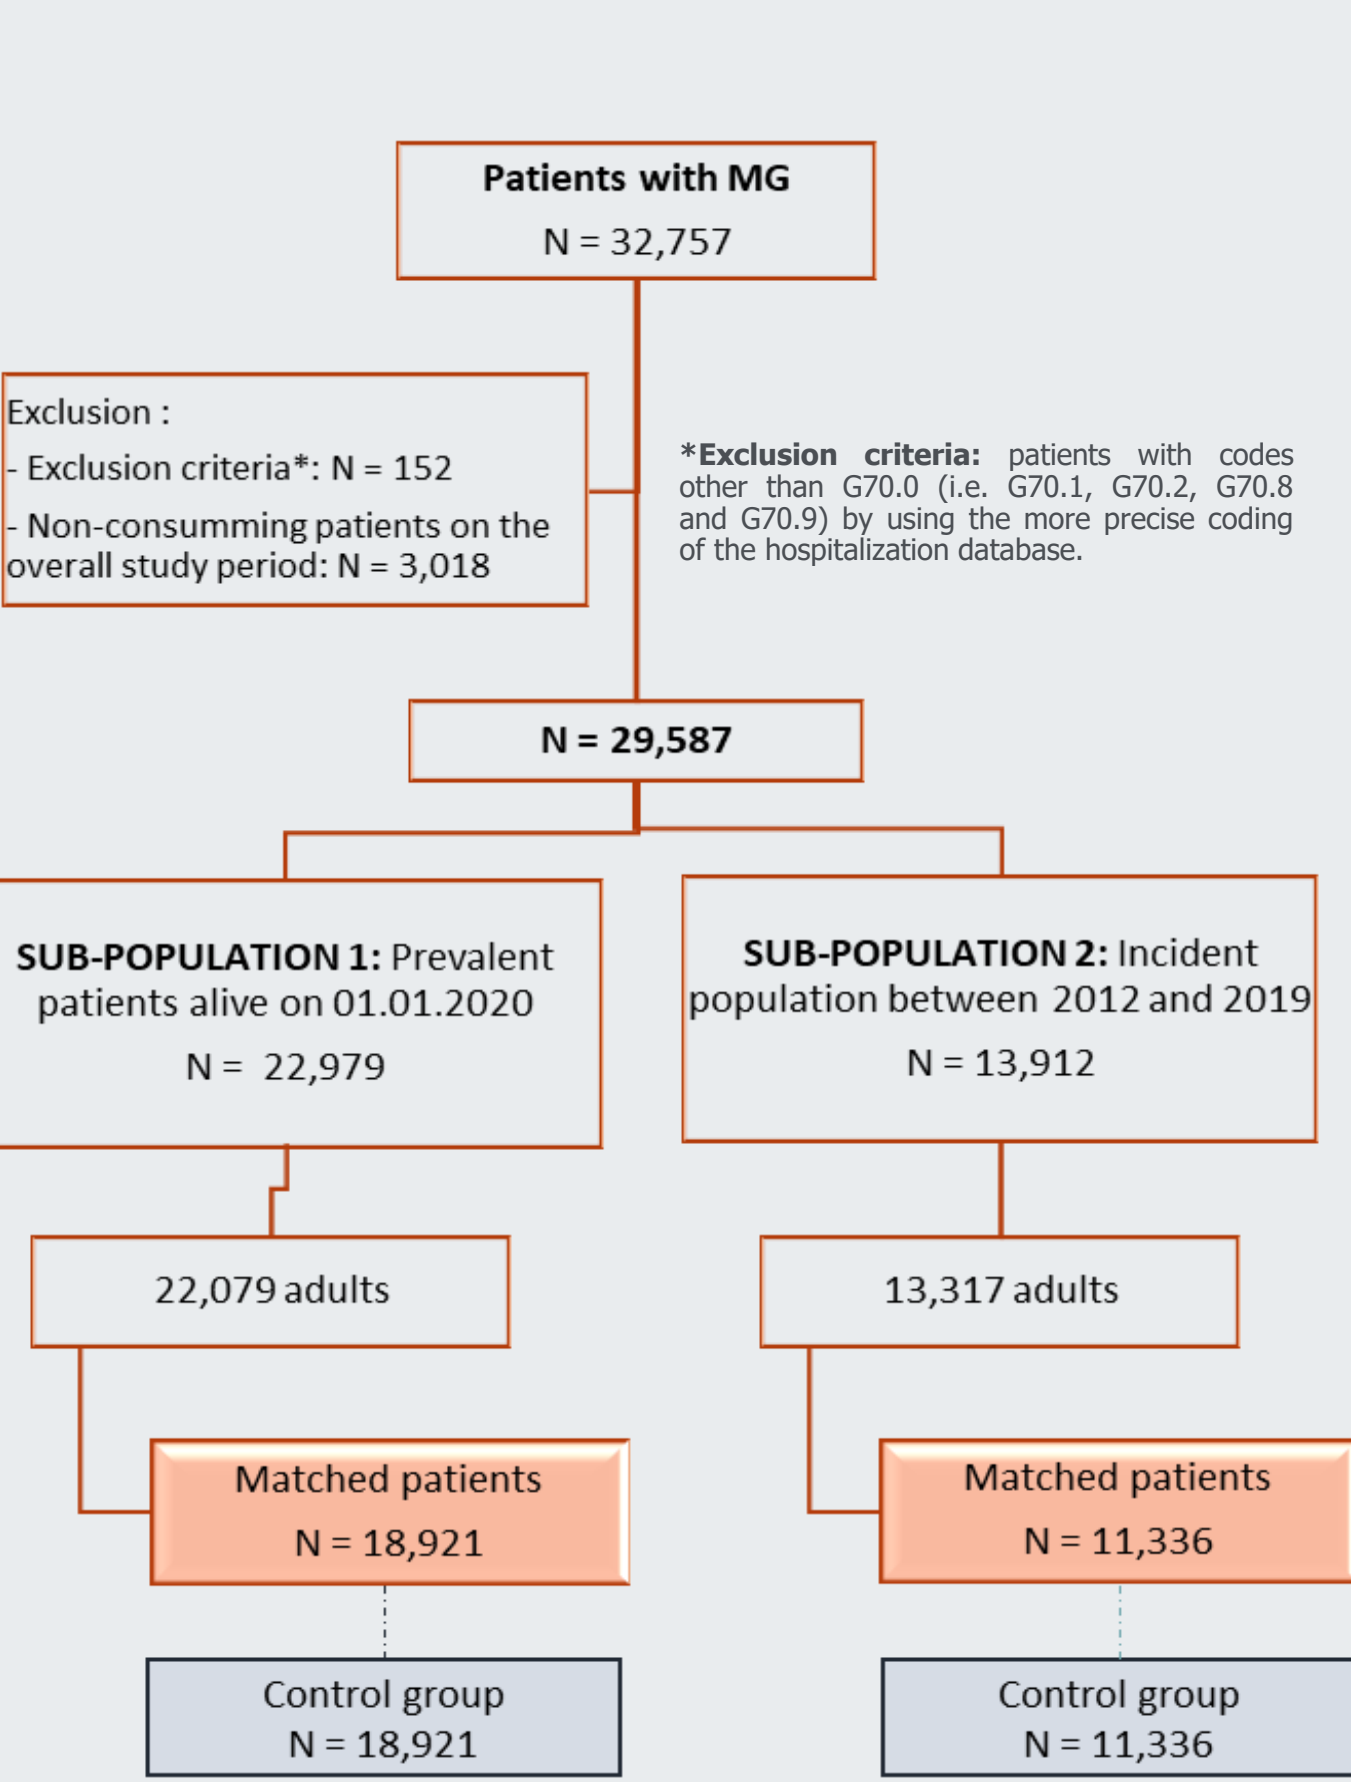 Patients with MG
N = 32,757
Exclusion :
- Exclusion criteria*: N = 152
- Non-consumming patients on the
overall study period: N = 3,018
*Exclusion criteria: patients with codes
other than G70.0 (i.e. G70.1, G70.2, G70.8
and G70.9) by using the more precise coding
of the hospitalization database.
N = 29,587
SUB-POPULATION 1: Prevalent
patients alive on 01.01.2020
N = 22,979
SUB-POPULATION 2: Incident
population between 2012 and 2019
N = 13,912
22,079 adults
13,317 adults
Matched patients
N = 18,921
Matched patients
N = 11,336
Control group
N = 18,921
Control group
N = 11,336